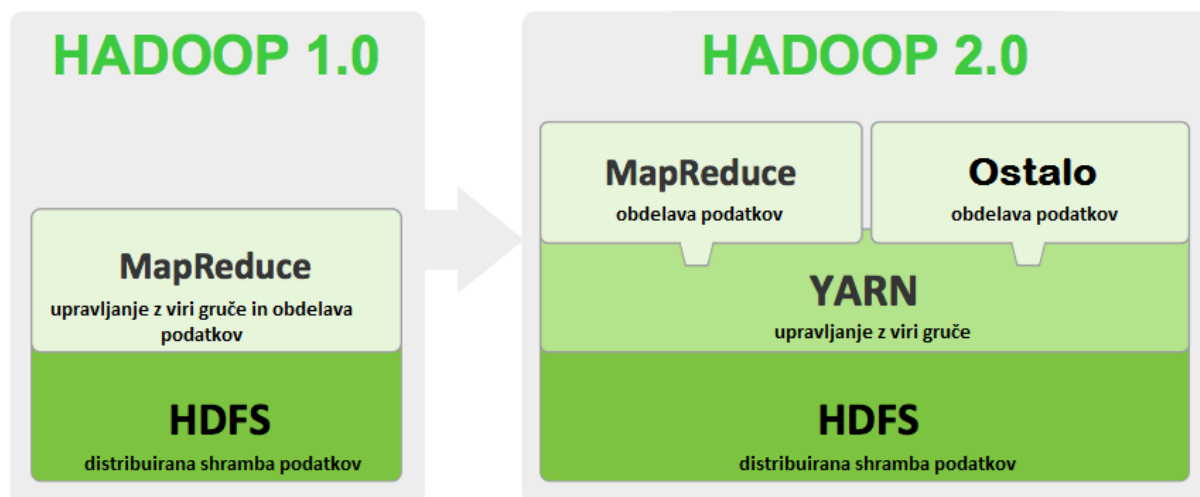 HADOOP 1.0
MapReduce
upravljanje z viri gruče in obdelava
podatkov
HDFS
distribuirana shramba podatkov
HADOOP 2.0
MapReduce
obdelava podatkov
Ostalo
obdelava podatkov
YARN
upravljanje z viri gruče
HDFS
distribuirana shramba podatkov